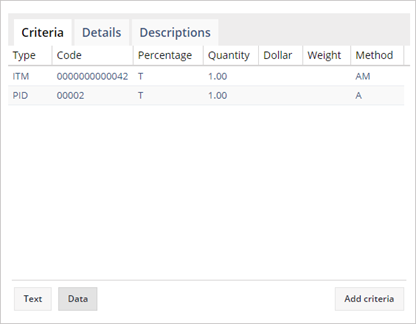 Criteria Details Descriptions
Type Code Percentage Quantity Dollar Weight Method
ITM 0000000000042 T 1.00 AM
PID 00002 T 1.00 A
Text Data Add criteria